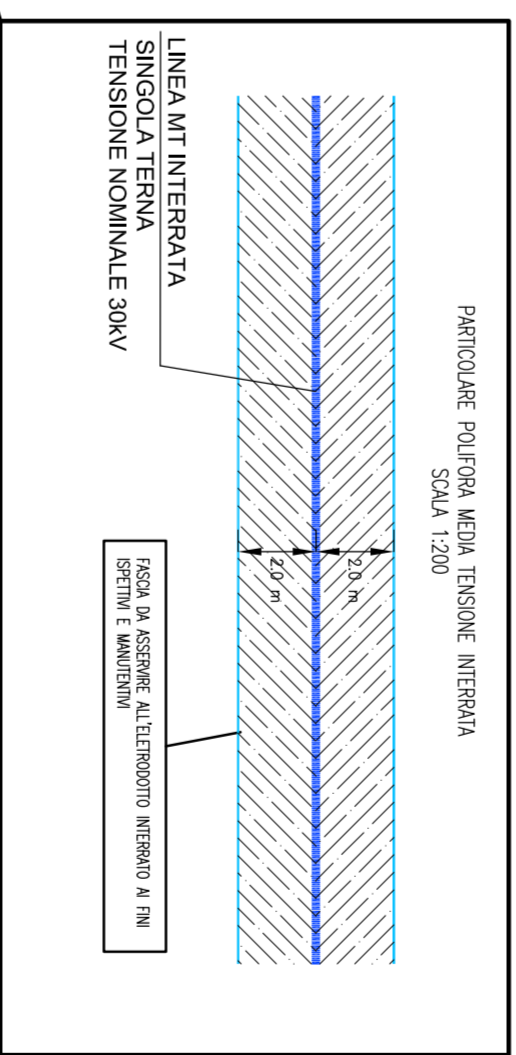 PARTICOLARE POLIFORA MEDIA TENSIONE INTERRATA
SCALA 1:200
2.0 m
2.0 m
LINEA MT INTERRATA
SINGOLA TERNA
TENSIONE NOMINALE 30kV
FASCIA DA ASSERVIRE ALL'ELETRODOTTO INTERRATO AI FINI
ISPETTIVI E MANUTENTIVI